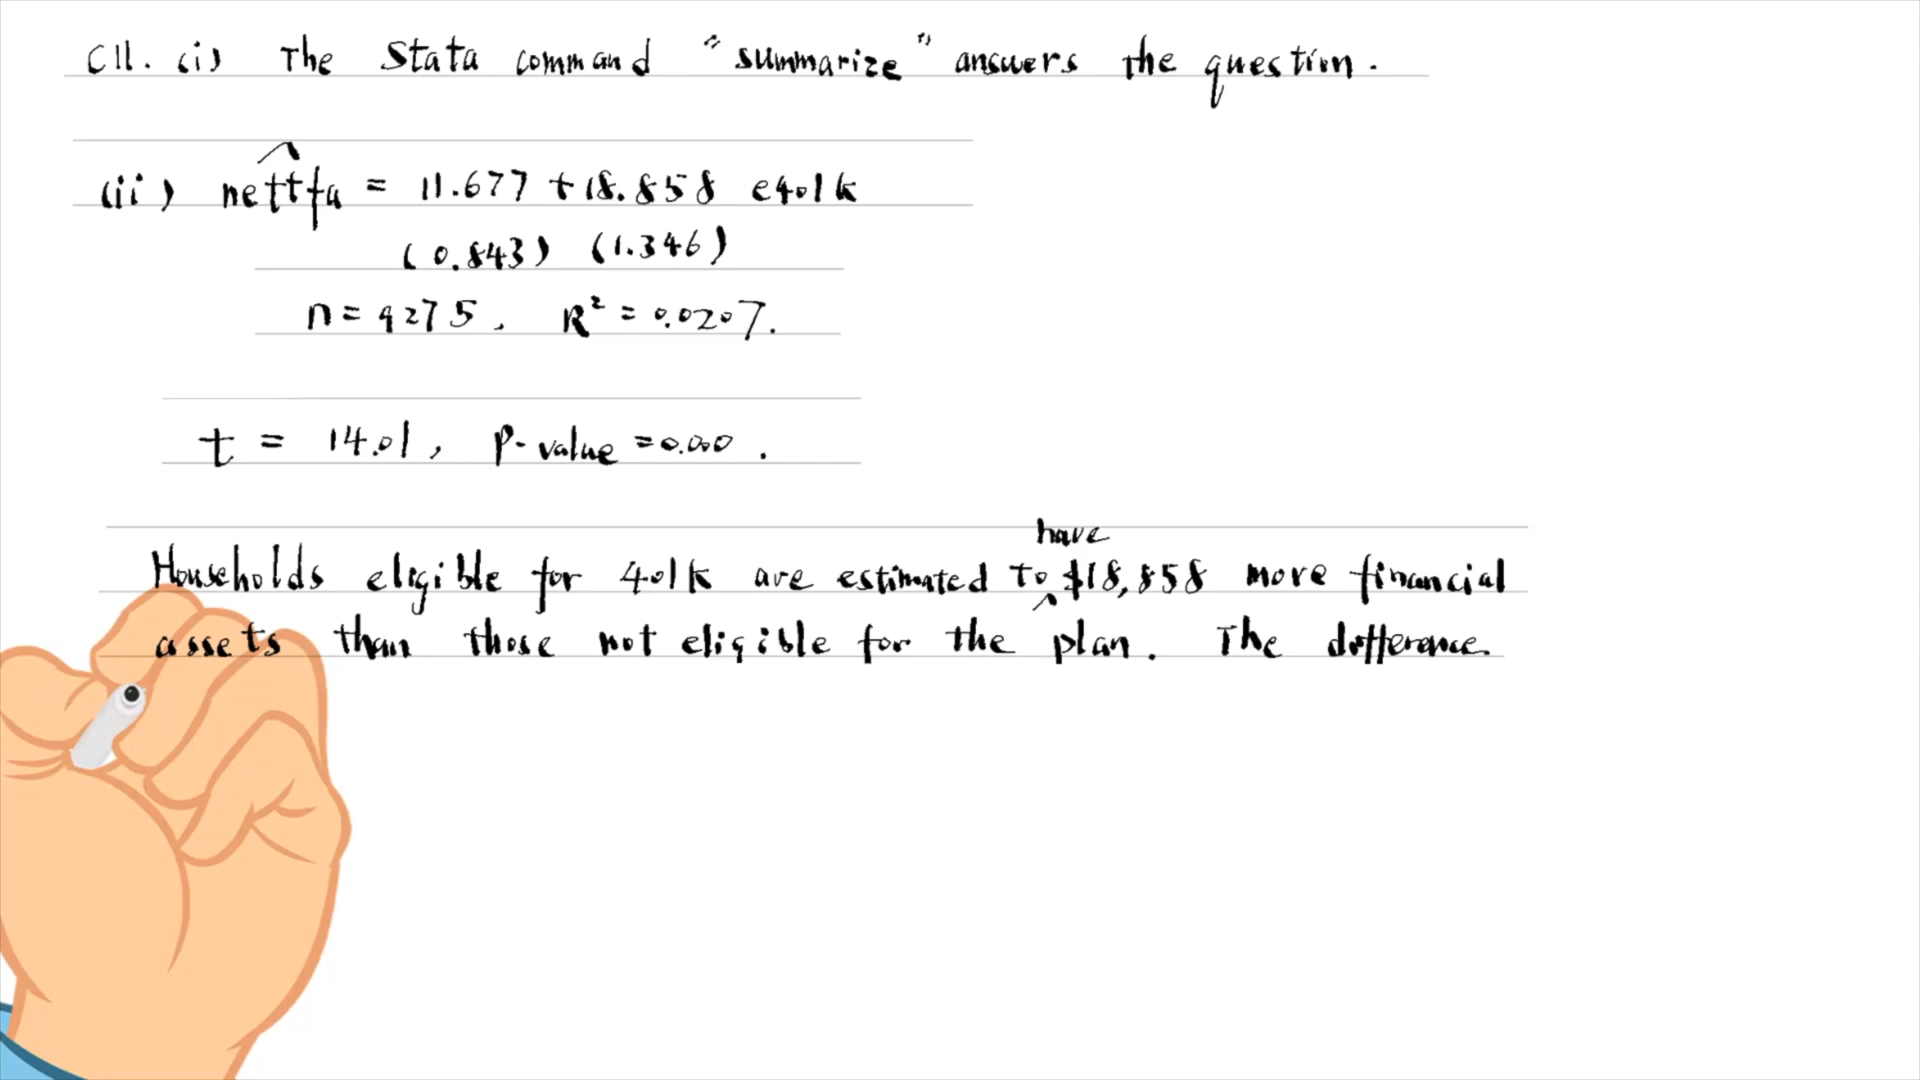 C11. (i) The Stata command "summarize" answers the question.
(ii) nettfa^ = 11.677 + 18.858 e401k
(0.843) (1.346)
n = 9275, R² = 0.0207.
t = 14.01, P-value = 0.000.
Households eligible for 401k are estimated to have $18,858 more financial
assets than those not eligible for the plan. The difference